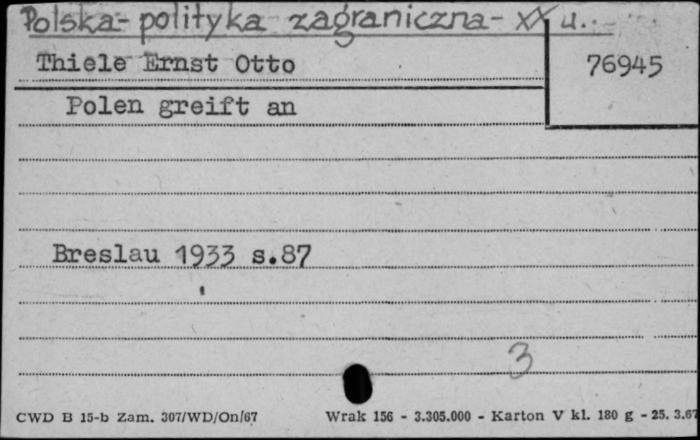 Polska-polityka zagraniczna-XX w.
Thiele Ernst Otto
76945
Polen greift an
Breslau 1933 s.87
3
CWD B 15-b Zam. 307/WD/On/67 Wrak 156 - 3.305.000 - Karton V kl. 180 g - 25. 3.67